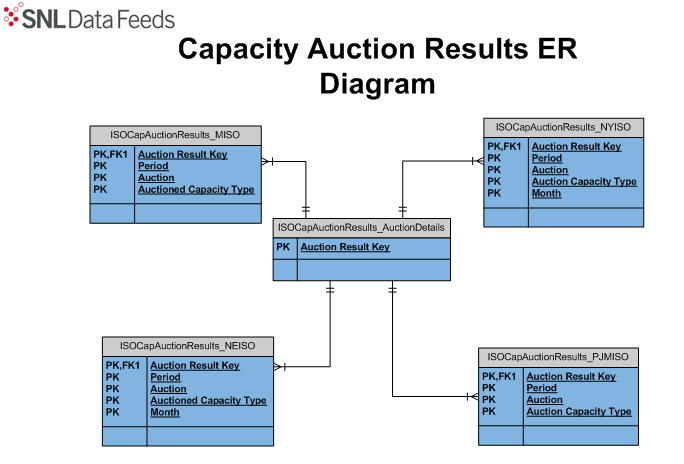 SNL Data Feeds
Capacity Auction Results ER
Diagram
ISOCapAuctionResults_MISO
PK,FK1 Auction Result Key
PK Period
PK Auction
PK Auctioned Capacity Type
ISOCapAuctionResults_NYISO
PK,FK1 Auction Result Key
PK Period
PK Auction
PK Auction Capacity Type
PK Month
ISOCapAuctionResults_AuctionDetails
PK Auction Result Key
ISOCapAuctionResults_NEISO
PK,FK1 Auction Result Key
PK Period
PK Auction
PK Auctioned Capacity Type
PK Month
ISOCapAuctionResults_PJMISO
PK,FK1 Auction Result Key
PK Period
PK Auction
PK Auction Capacity Type